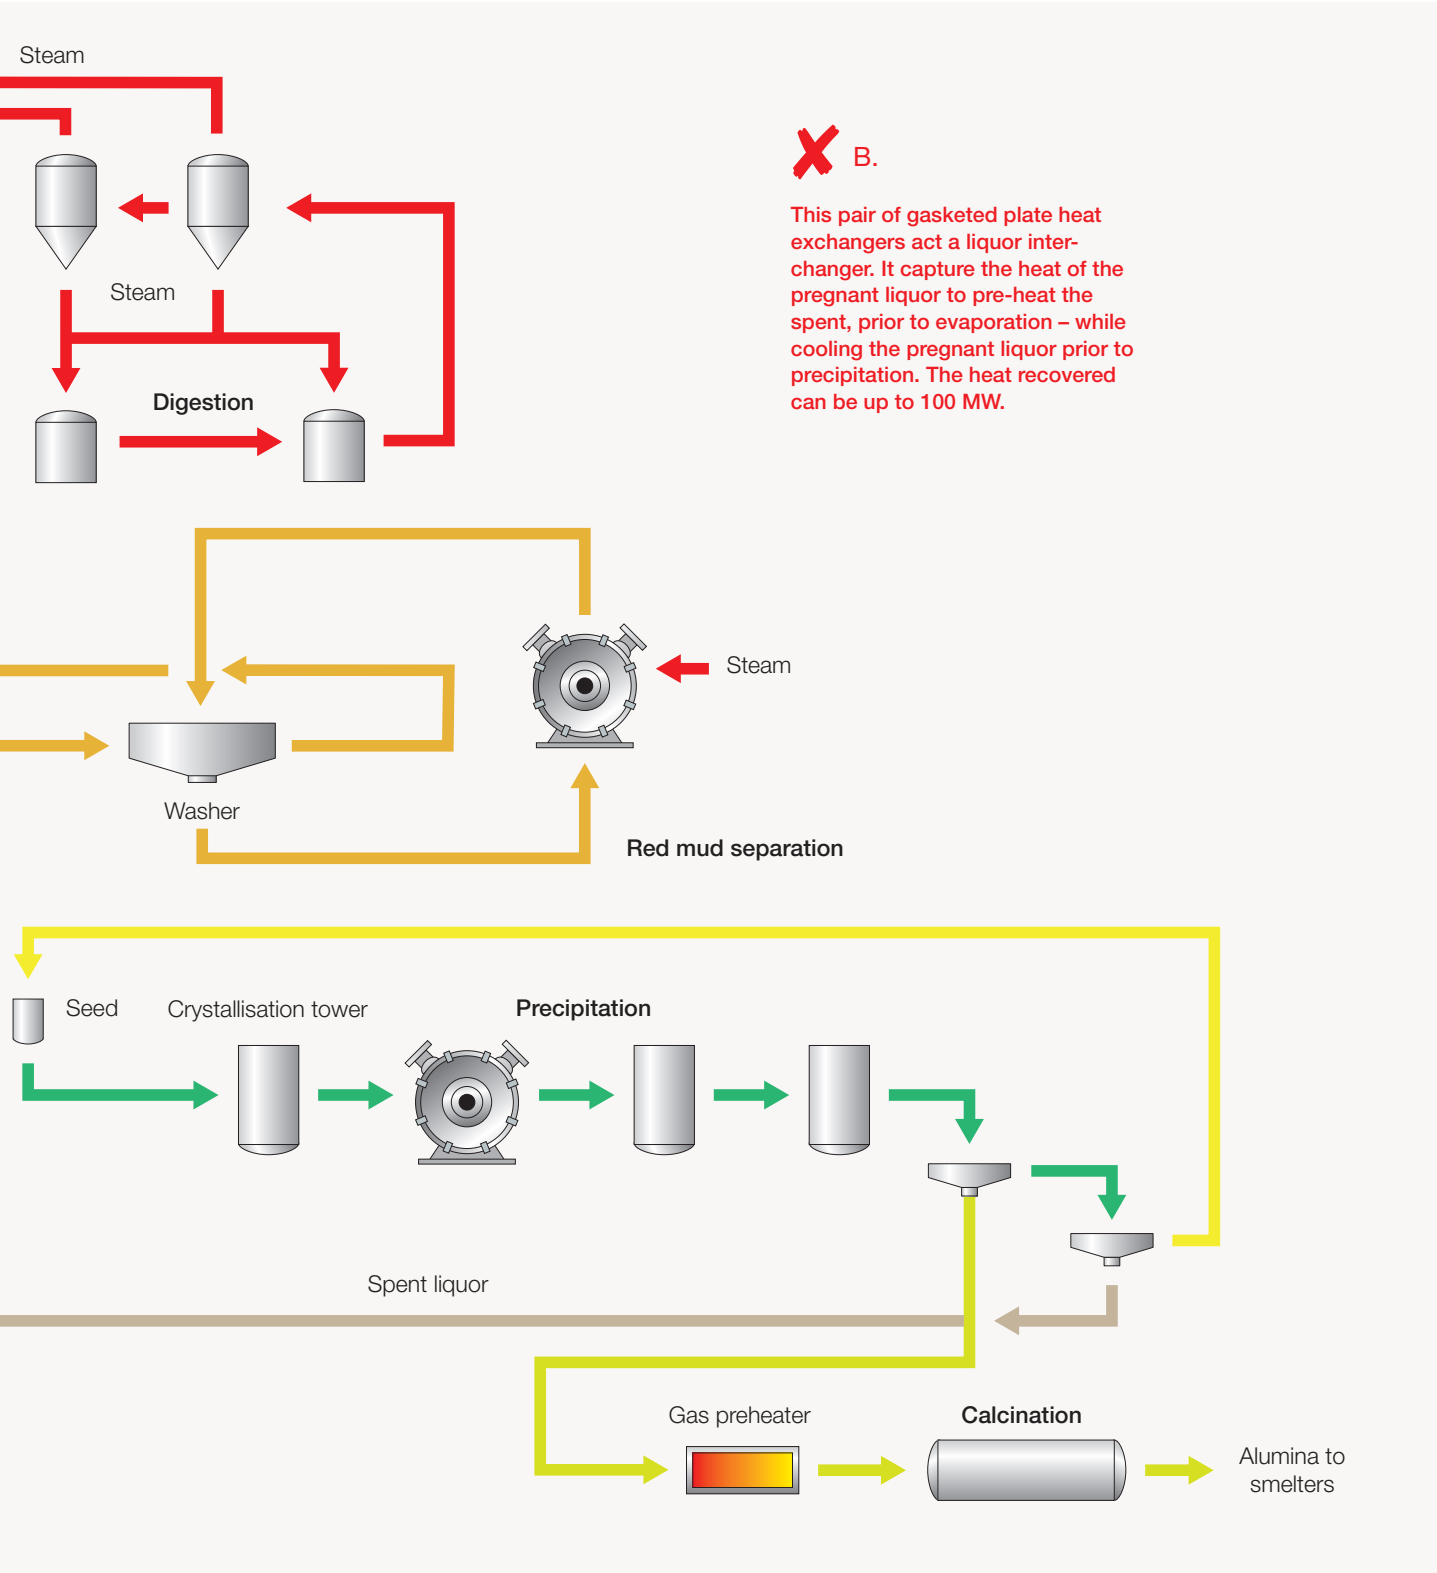 Steam
B.
This pair of gasketed plate heat
exchangers act a liquor inter-
changer. It capture the heat of the
pregnant liquor to pre-heat the
spent, prior to evaporation – while
cooling the pregnant liquor prior to
precipitation. The heat recovered
can be up to 100 MW.
Steam
Digestion
Steam
Washer
Red mud separation
Seed
Crystallisation tower
Precipitation
Spent liquor
Gas preheater
Calcination
Alumina to
smelters